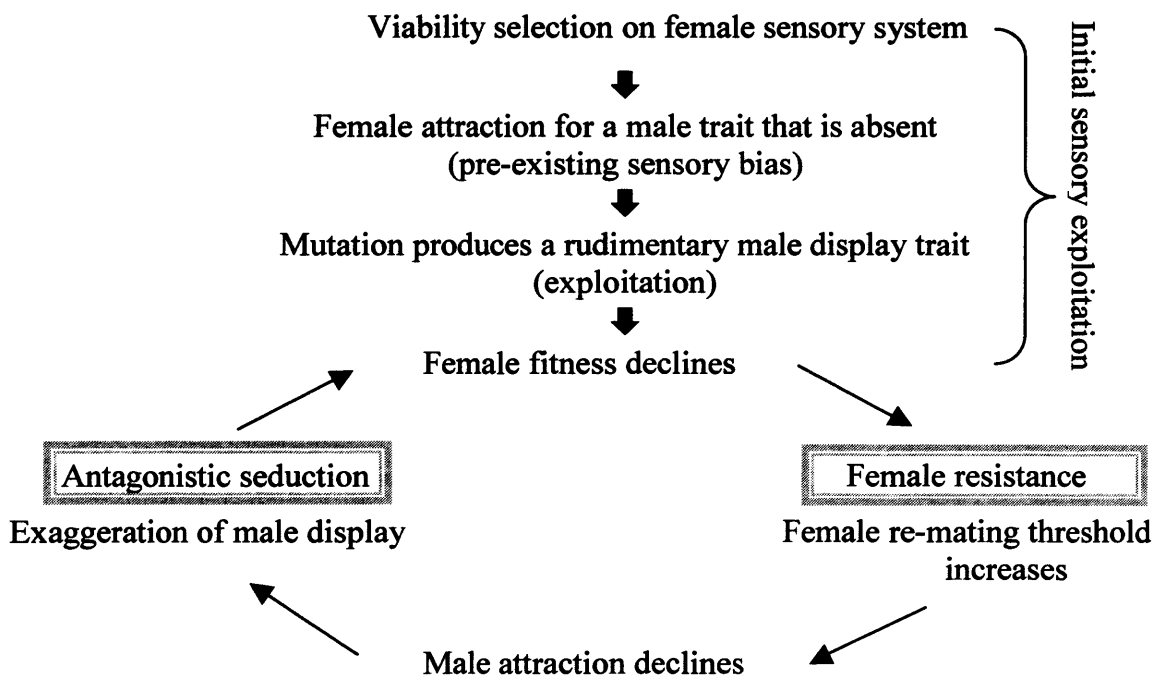 Viability selection on female sensory system
Female attraction for a male trait that is absent
(pre-existing sensory bias)
Mutation produces a rudimentary male display trait
(exploitation)
Initial sensory exploitation
Female fitness declines
Antagonistic seduction
Exaggeration of male display
Female resistance
Female re-mating threshold
increases
Male attraction declines